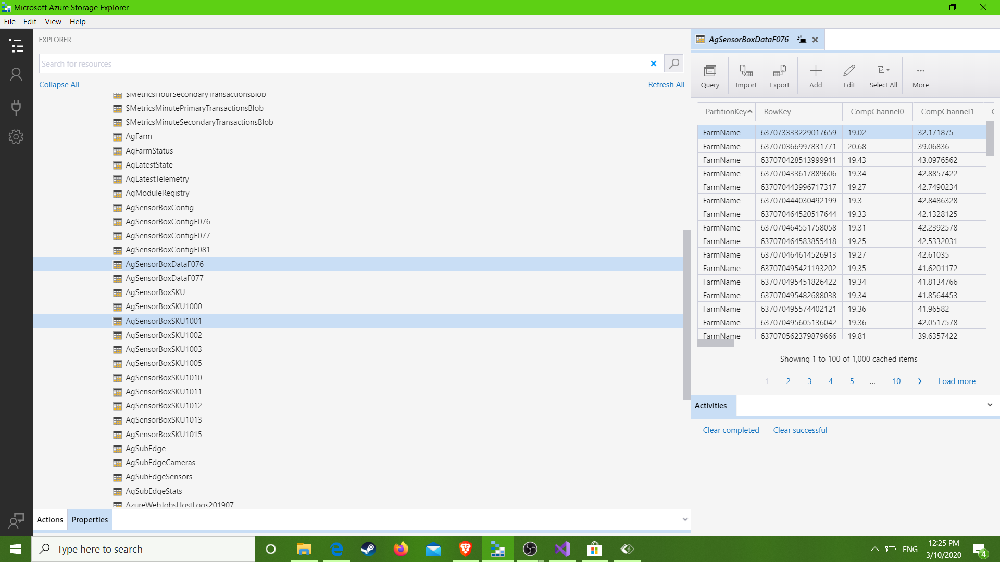 Microsoft Azure Storage Explorer
File Edit View Help
EXPLORER
Search for resources
Collapse All Refresh All
$MetricsHourSecondaryTransactionsBlob
$MetricsMinutePrimaryTransactionsBlob
$MetricsMinuteSecondaryTransactionsBlob
AgFarm
AgFarmStatus
AgLatestState
AgLatestTelemetry
AgModuleRegistry
AgSensorBoxConfig
AgSensorBoxConfigF076
AgSensorBoxConfigF077
AgSensorBoxConfigF081
AgSensorBoxDataF076
AgSensorBoxDataF077
AgSensorBoxSKU
AgSensorBoxSKU1000
AgSensorBoxSKU1001
AgSensorBoxSKU1002
AgSensorBoxSKU1003
AgSensorBoxSKU1005
AgSensorBoxSKU1010
AgSensorBoxSKU1011
AgSensorBoxSKU1012
AgSensorBoxSKU1013
AgSensorBoxSKU1015
AgSubEdge
AgSubEdgeCameras
AgSubEdgeSensors
AgSubEdgeStats
AzureWebJobsHostLogs201907
Actions Properties
AgSensorBoxDataF076
Query Import Export Add Edit Select All More
PartitionKey RowKey CompChannel0 CompChannel1 C
FarmName 637073333229017659 19.02 32.171875
FarmName 637070366997831771 20.68 39.06836
FarmName 637070428513999911 19.43 43.0976562
FarmName 637070433617889606 19.34 42.8857422
FarmName 637070443996717317 19.27 42.7490234
FarmName 637070444030492199 19.3 42.8486328
FarmName 637070464520517644 19.33 42.1328125
FarmName 637070464551758058 19.31 42.2392578
FarmName 637070464583855418 19.25 42.5332031
FarmName 637070464614526913 19.27 42.61035
FarmName 637070495421193202 19.35 41.6201172
FarmName 637070495451826422 19.34 41.8134766
FarmName 637070495482688038 19.34 41.8564453
FarmName 637070495574402121 19.36 41.96582
FarmName 637070495605136042 19.36 42.0517578
FarmName 637070562379879666 19.81 39.6357422
Showing 1 to 100 of 1,000 cached items
1 2 3 4 5 ... 10 Load more
Activities
Clear completed Clear successful
Type here to search
ENG
12:25 PM
3/10/2020
4